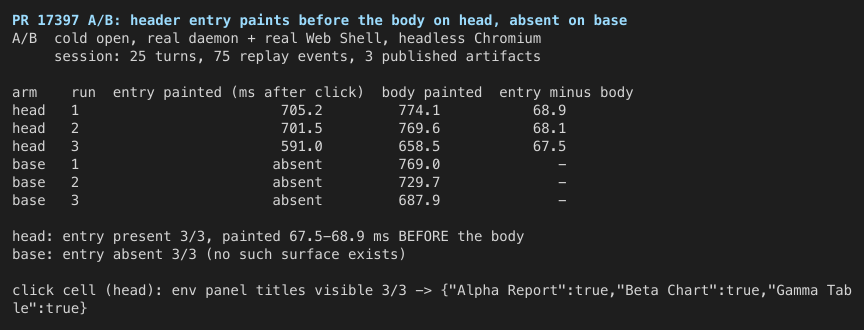 PR 17397 A/B: header entry paints before the body on head, absent on base
A/B  cold open, real daemon + real Web Shell, headless Chromium
     session: 25 turns, 75 replay events, 3 published artifacts

arm    run  entry painted (ms after click)  body painted  entry minus body
head   1                             705.2         774.1              68.9
head   2                             701.5         769.6              68.1
head   3                             591.0         658.5              67.5
base   1                            absent         769.0                 –
base   2                            absent         729.7                 –
base   3                            absent         687.9                 –

head: entry present 3/3, painted 67.5–68.9 ms BEFORE the body
base: entry absent 3/3 (no such surface exists)

click cell (head): env panel titles visible 3/3 -> {"Alpha Report":true,"Beta Chart":true,"Gamma Tab
le":true}